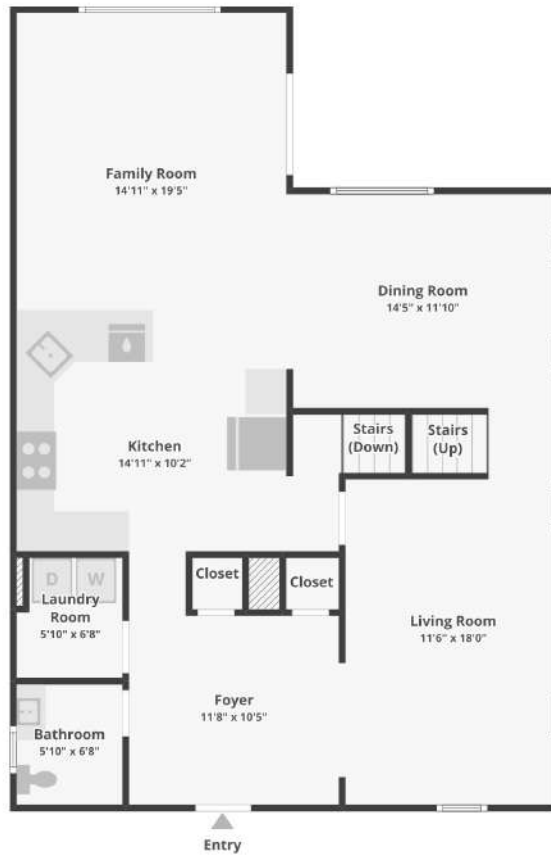 Family Room
14'11" x 19'5"
Dining Room
14'5" x 11'10"
Stairs
(Down)
Stairs
(Up)
Kitchen
14'11" x 10'2"
D W
Closet
Closet
Laundry
Room
5'10" x 6'8"
Living Room
11'6" x 18'0"
Foyer
11'8" x 10'5"
Bathroom
5'10" x 6'8"
Entry